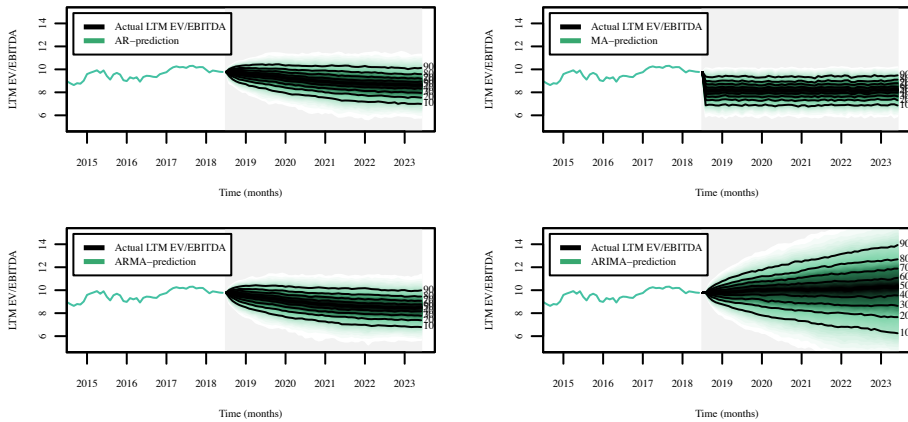 LTM EV/EBITDA
14
12
10
8
6
Actual LTM EV/EBITDA
AR−prediction
90
10
2015 2016 2017 2018 2019 2020 2021 2022 2023
Time (months)
LTM EV/EBITDA
14
12
10
8
6
Actual LTM EV/EBITDA
MA−prediction
90
10
2015 2016 2017 2018 2019 2020 2021 2022 2023
Time (months)
LTM EV/EBITDA
14
12
10
8
6
Actual LTM EV/EBITDA
ARMA−prediction
90
10
2015 2016 2017 2018 2019 2020 2021 2022 2023
Time (months)
LTM EV/EBITDA
14
12
10
8
6
Actual LTM EV/EBITDA
ARIMA−prediction
90
80
70
60
50
40
30
20
10
2015 2016 2017 2018 2019 2020 2021 2022 2023
Time (months)